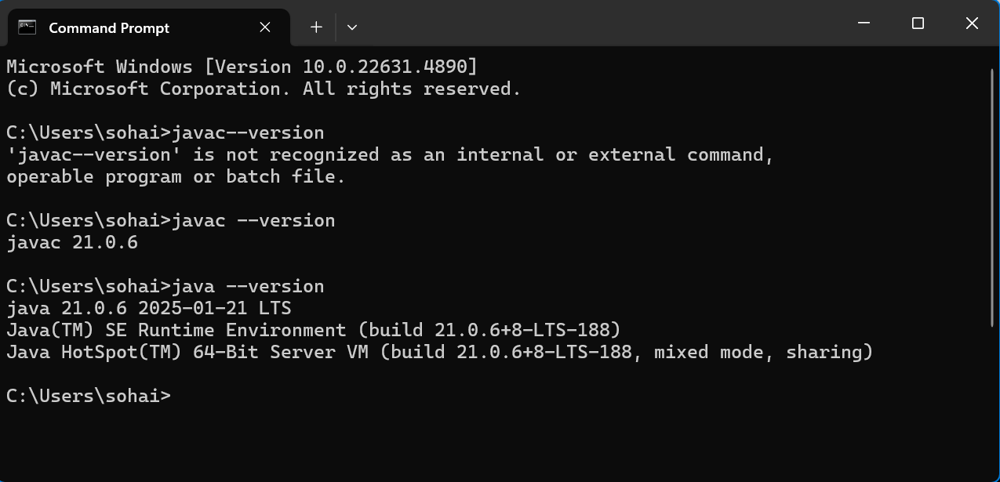 Command Prompt
Microsoft Windows [Version 10.0.22631.4890]
(c) Microsoft Corporation. All rights reserved.
C:\Users\sohai>javac--version
'javac--version' is not recognized as an internal or external command,
operable program or batch file.
C:\Users\sohai>javac --version
javac 21.0.6
C:\Users\sohai>java --version
java 21.0.6 2025-01-21 LTS
Java(TM) SE Runtime Environment (build 21.0.6+8-LTS-188)
Java HotSpot(TM) 64-Bit Server VM (build 21.0.6+8-LTS-188, mixed mode, sharing)
C:\Users\sohai>